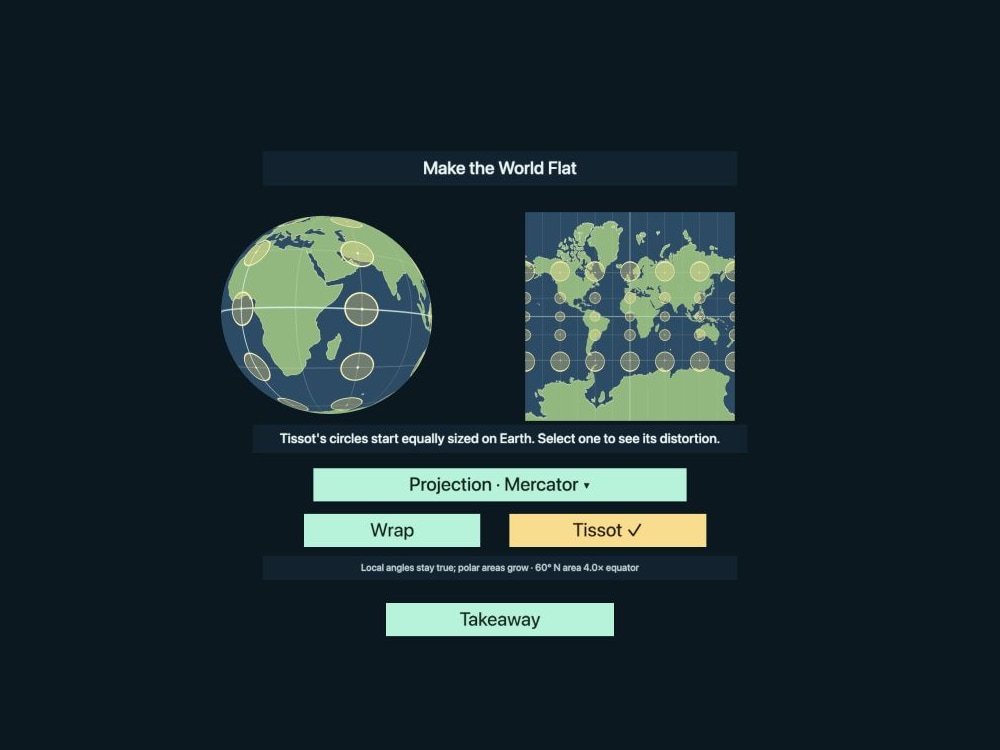 Make the World Flat
Tissot's circles start equally sized on Earth. Select one to see its distortion.
Projection · Mercator ▾
Wrap
Tissot ✓
Local angles stay true; polar areas grow · 60° N area 4.0× equator
Takeaway